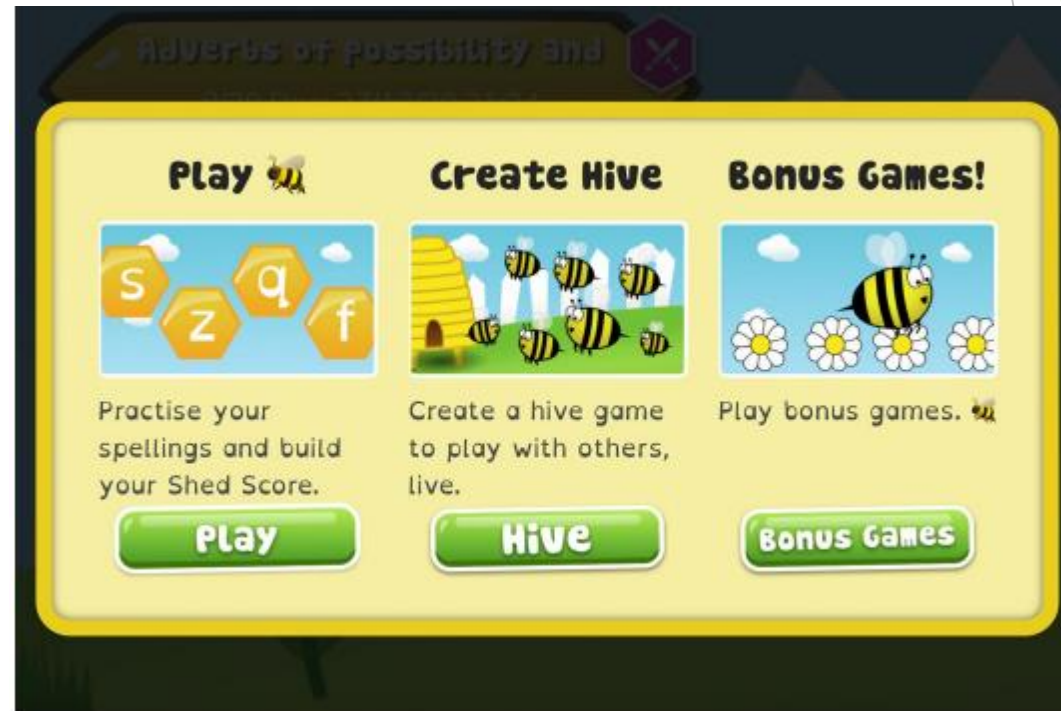 Adverbs of possibility and
Play
Create Hive
Bonus Games!
s z q f
Practise your
spellings and build
your Shed Score.
Create a hive game
to play with others,
live.
Play bonus games.
Play
Hive
Bonus Games